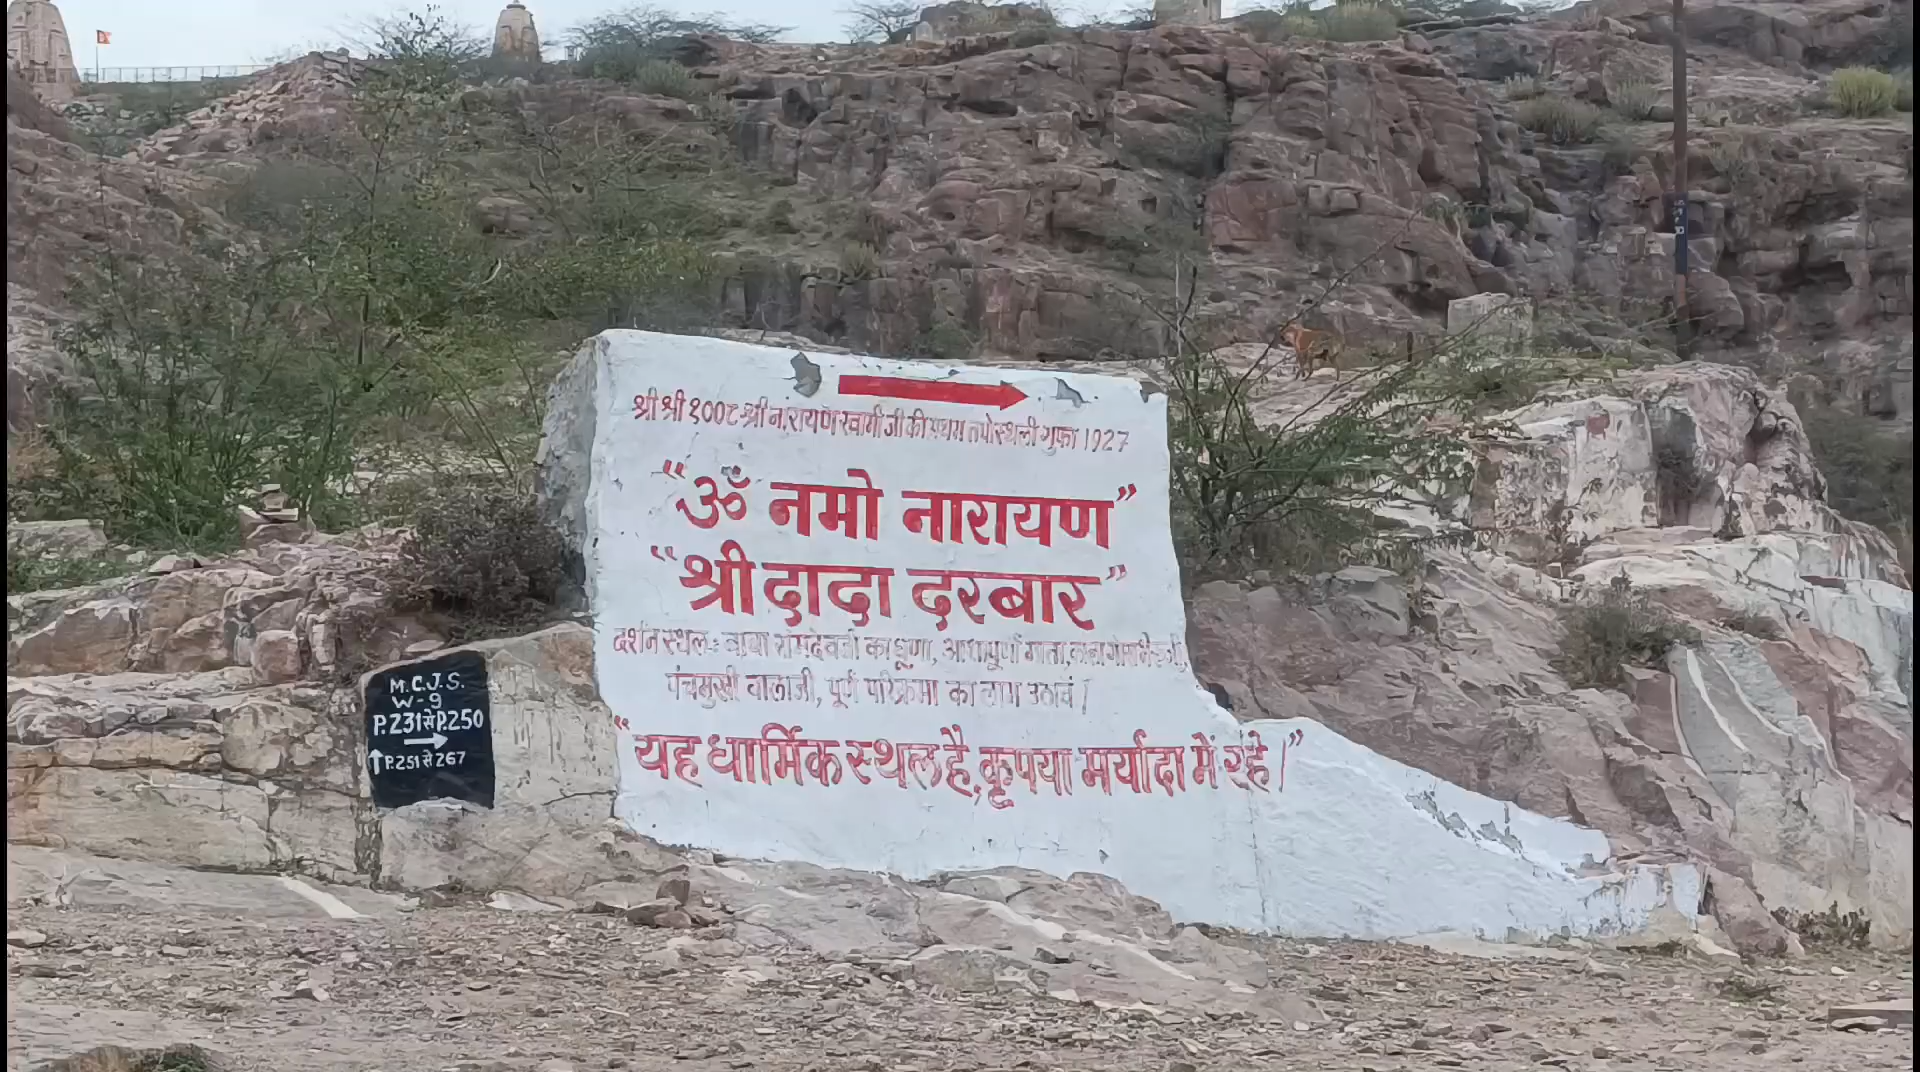 श्री श्री १००८ श्री नारायण स्वामी जी की प्रथम तपोस्थली गुफा 1927
“ॐ नमो नारायण”
“श्री दादा दरबार”
दर्शन स्थल:- बाबा रामदेवजी का धूणा, आशापुर्णा माता,
पंचमुखी बालाजी, पूर्ण परिक्रमा का लाभ उठावें।
“यह धार्मिक स्थल है, कृपया मर्यादा में रहे।”
M.C.J.S.
W-9
P.231 से P.250
P.251 से 267